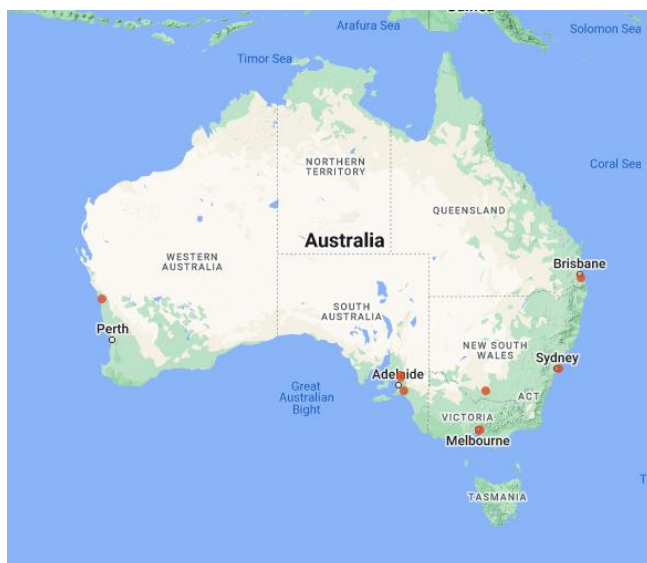 Guinea
Arafura Sea
Solomon Sea
Timor Sea
Coral Sea
NORTHERN
TERRITORY
QUEENSLAND
Australia
WESTERN
AUSTRALIA
Brisbane
SOUTH
AUSTRALIA
Perth
NEW SOUTH
WALES
Sydney
Adelaide
Great
Australian
Bight
ACT
VICTORIA
Melbourne
T
TASMANIA